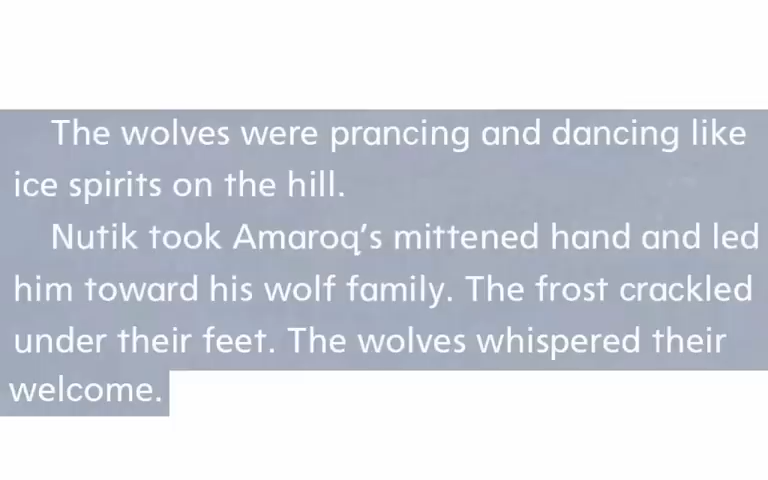 The wolves were prancing and dancing like
ice spirits on the hill.
Nutik took Amaroq's mittened hand and led
him toward his wolf family. The frost crackled
under their feet. The wolves whispered their
welcome.